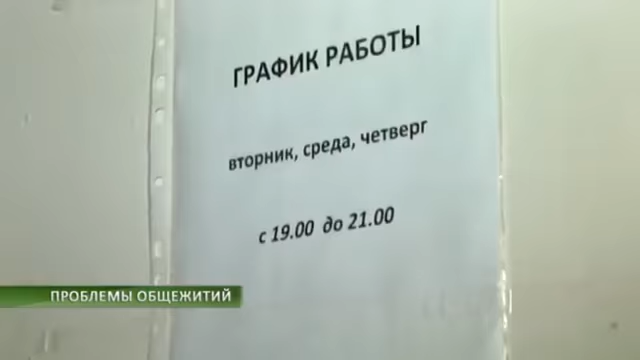 ГРАФИК РАБОТЫ
вторник, среда, четверг
с 19.00 до 21.00
ПРОБЛЕМЫ ОБЩЕЖИТИЙ